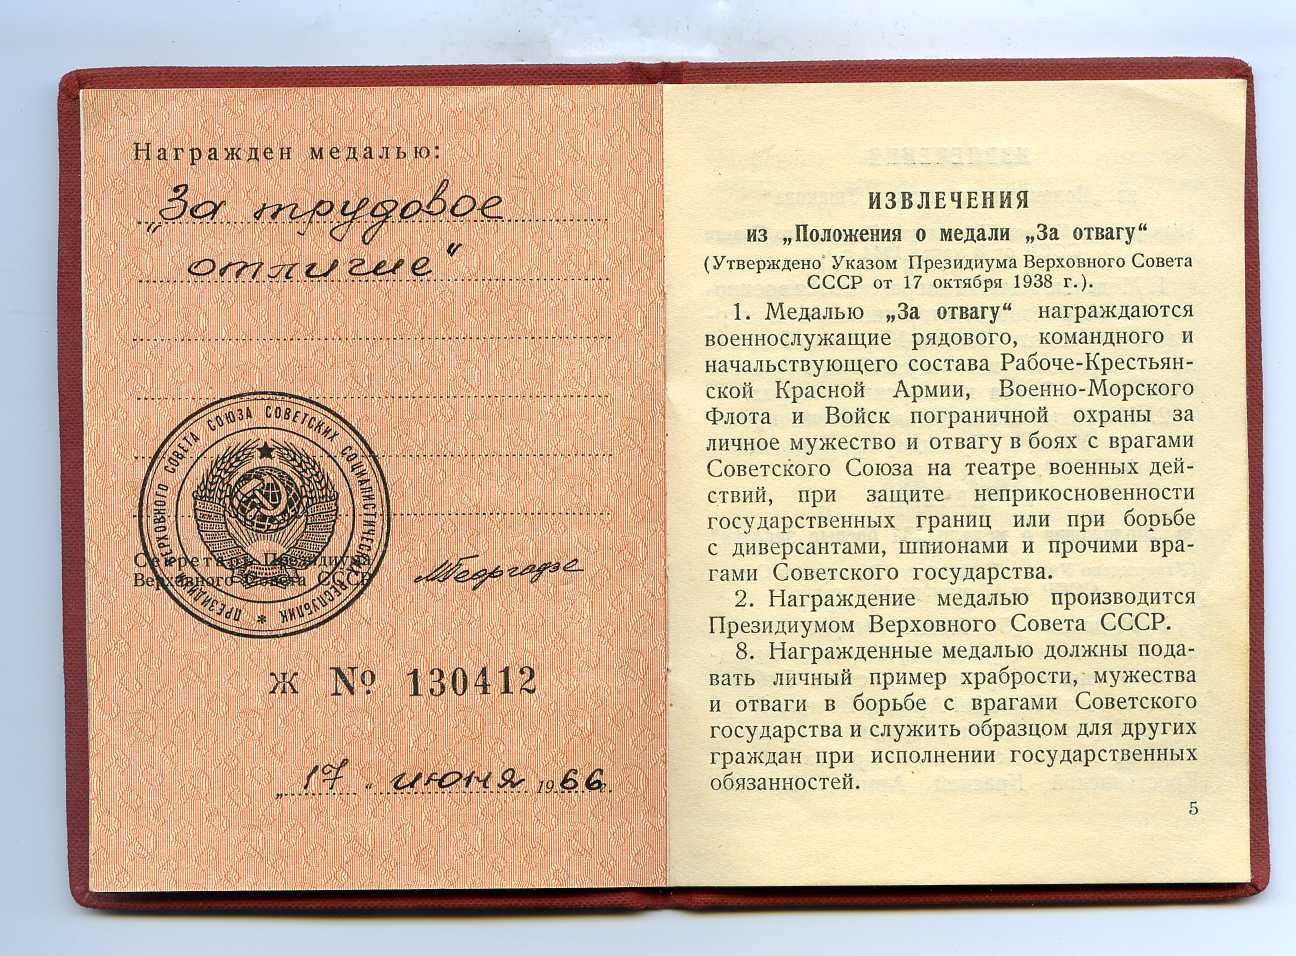 Награжден медалью:
„За трудовое
отличие“
ПРЕЗИДИУМ ВЕРХОВНОГО СОВЕТА СОЮЗА СОВЕТСКИХ СОЦИАЛИСТИЧЕСКИХ РЕСПУБЛИК *
Секретарь Президиума
Верховного Совета СССР
МГеоргадзе
Ж № 130412
„17“ июня 1966 г.
ИЗВЛЕЧЕНИЯ
из „Положения о медали „За отвагу“
(Утверждено Указом Президиума Верховного Совета
СССР от 17 октября 1938 г.).
1. Медалью „За отвагу“ награждаются
военнослужащие рядового, командного и
начальствующего состава Рабоче-Крестьян-
ской Красной Армии, Военно-Морского
Флота и Войск пограничной охраны за
личное мужество и отвагу в боях с врагами
Советского Союза на театре военных дей-
ствий, при защите неприкосновенности
государственных границ или при борьбе
с диверсантами, шпионами и прочими вра-
гами Советского государства.
2. Награждение медалью производится
Президиумом Верховного Совета СССР.
8. Награжденные медалью должны пода-
вать личный пример храбрости, мужества
и отваги в борьбе с врагами Советского
государства и служить образцом для других
граждан при исполнении государственных
обязанностей.
5